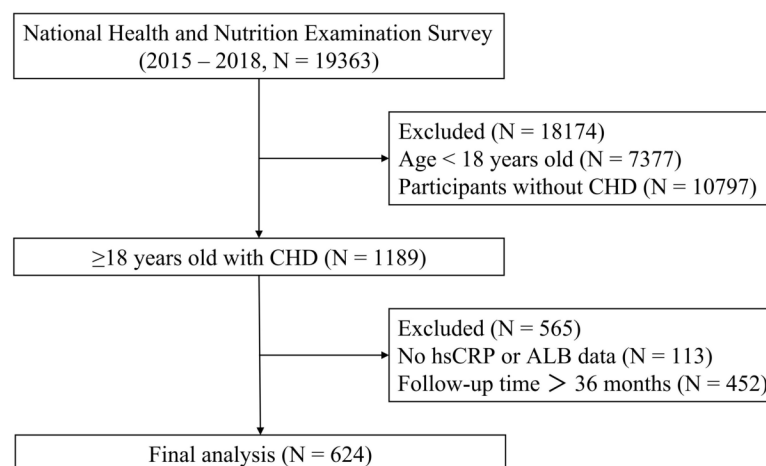 National Health and Nutrition Examination Survey
(2015 – 2018, N = 19363)
Excluded (N = 18174)
Age < 18 years old (N = 7377)
Participants without CHD (N = 10797)
≥18 years old with CHD (N = 1189)
Excluded (N = 565)
No hsCRP or ALB data (N = 113)
Follow-up time > 36 months (N = 452)
Final analysis (N = 624)